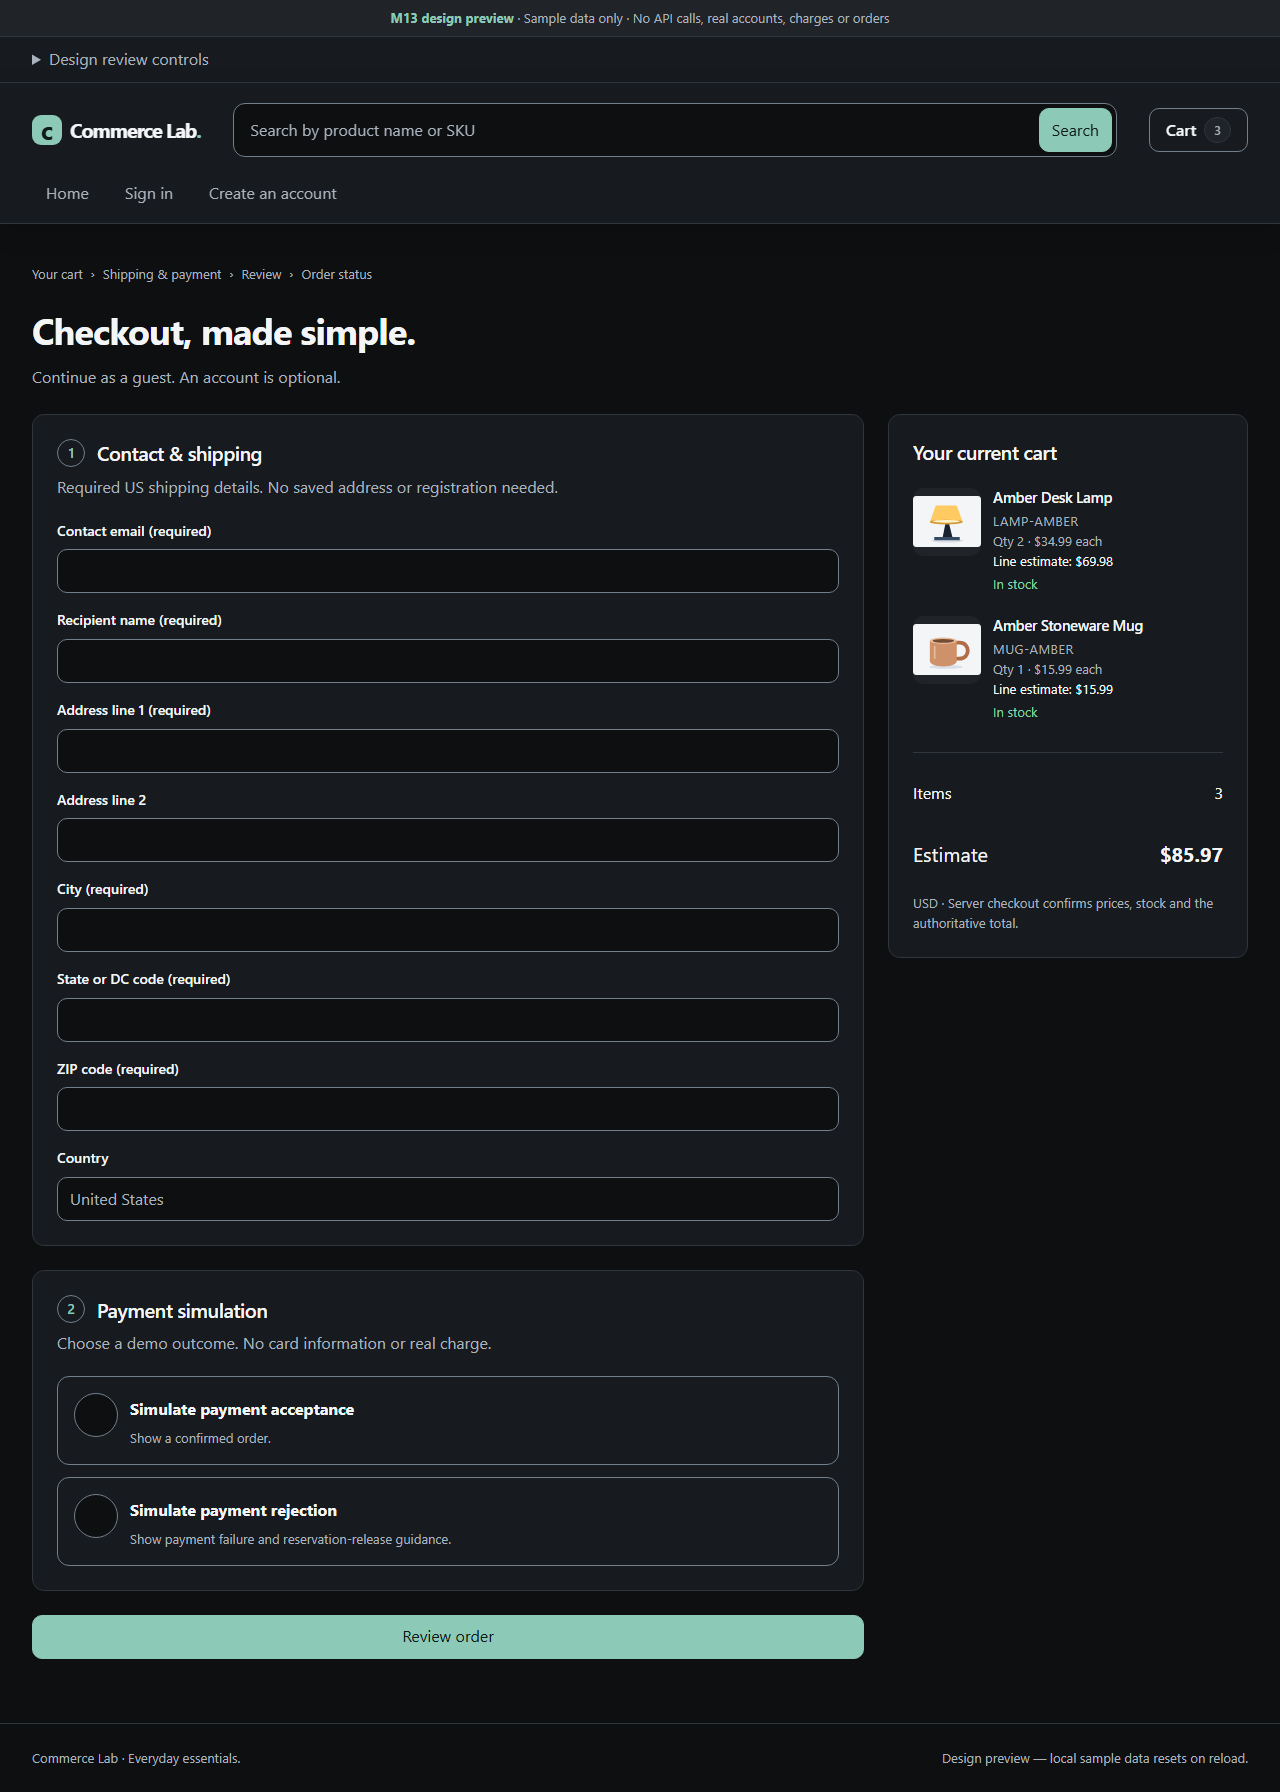 M13 design preview · Sample data only · No API calls, real accounts, charges or orders
Design review controls
c Commerce Lab.
Search by product name or SKU
Search
Cart 3
Home Sign in Create an account
Your cart › Shipping & payment › Review › Order status
Checkout, made simple.
Continue as a guest. An account is optional.
1 Contact & shipping
Required US shipping details. No saved address or registration needed.
Contact email (required)
Recipient name (required)
Address line 1 (required)
Address line 2
City (required)
State or DC code (required)
ZIP code (required)
Country
United States
2 Payment simulation
Choose a demo outcome. No card information or real charge.
Simulate payment acceptance
Show a confirmed order.
Simulate payment rejection
Show payment failure and reservation-release guidance.
Review order
Your current cart
Amber Desk Lamp
LAMP-AMBER
Qty 2 · $34.99 each
Line estimate: $69.98
In stock
Amber Stoneware Mug
MUG-AMBER
Qty 1 · $15.99 each
Line estimate: $15.99
In stock
Items 3
Estimate $85.97
USD · Server checkout confirms prices, stock and the
authoritative total.
Commerce Lab · Everyday essentials.
Design preview — local sample data resets on reload.